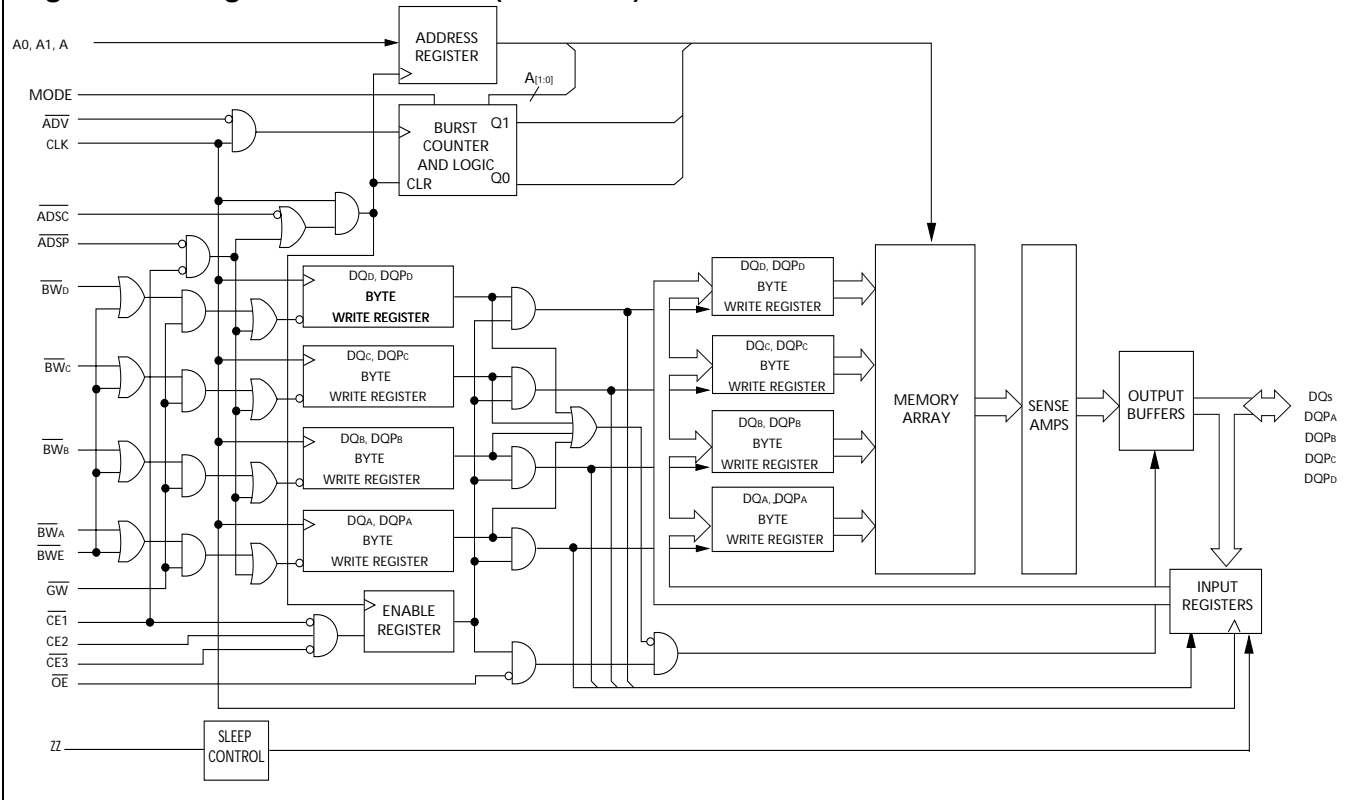 A0, A1, A
ADDRESS
REGISTER
A[1:0]
MODE
ADV
CLK
BURST
COUNTER
AND LOGIC
CLR
Q1
Q0
ADSC
ADSP
BWD
BWC
BWB
BWA
BWE
GW
CE1
CE2
CE3
OE
ZZ
DQD, DQPD
BYTE
WRITE REGISTER
DQC, DQPC
BYTE
WRITE REGISTER
DQB, DQPB
BYTE
WRITE REGISTER
DQA, DQPA
BYTE
WRITE REGISTER
ENABLE
REGISTER
SLEEP
CONTROL
DQD, DQPD
BYTE
WRITE REGISTER
DQC, DQPC
BYTE
WRITE REGISTER
DQB, DQPB
BYTE
WRITE REGISTER
DQA, DQPA
BYTE
WRITE REGISTER
MEMORY
ARRAY
SENSE
AMPS
OUTPUT
BUFFERS
INPUT
REGISTERS
DQS
DQPA
DQPB
DQPC
DQPD